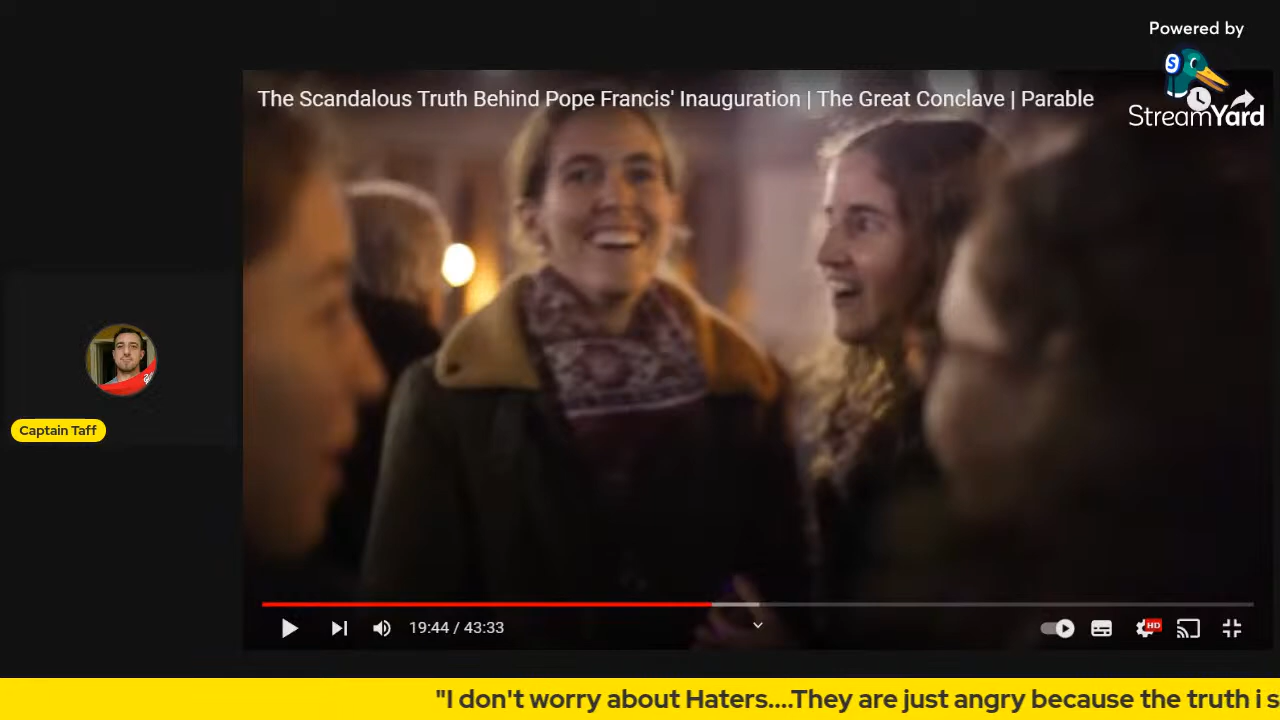 Powered by
S
StreamYard
The Scandalous Truth Behind Pope Francis' Inauguration | The Great Conclave | Parable
Captain Taff
19:44 / 43:33
HD
"I don't worry about Haters....They are just angry because the truth i s